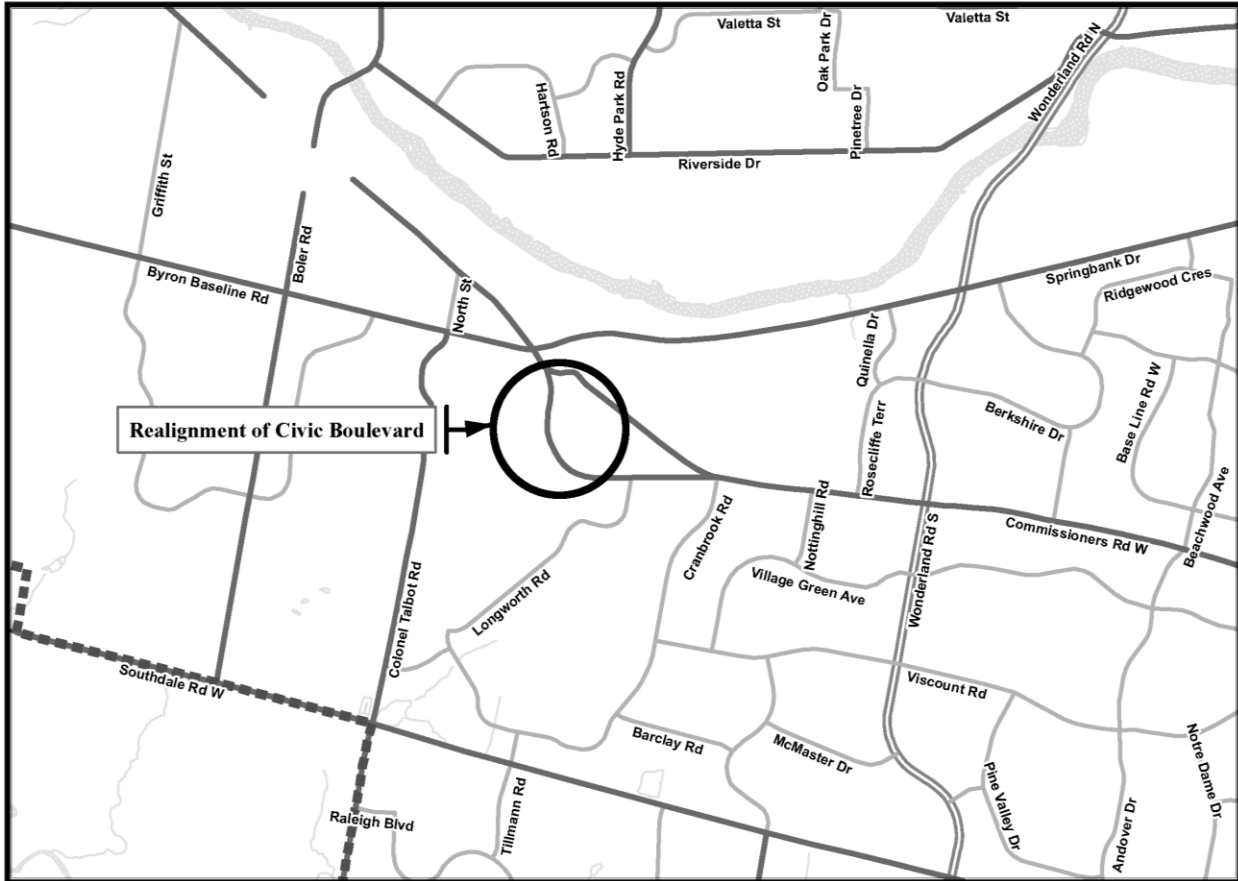 Valetta St
Valetta St
Oak Park Dr
Wonderland Rd N
Hartson Rd
Hyde Park Rd
Pinetree Dr
Riverside Dr
Griffith St
Boler Rd
Byron Baseline Rd
North St
Springbank Dr
Ridgewood Cres
Quinella Dr
Realignment of Civic Boulevard
Rosecliffe Terr
Berkshire Dr
Base Line Rd W
Beachwood Ave
Nottinghill Rd
Cranbrook Rd
Commissioners Rd W
Wonderland Rd S
Village Green Ave
Longworth Rd
Colonel Talbot Rd
Southdale Rd W
Viscount Rd
Barclay Rd
McMaster Dr
Notre Dame Dr
Pine Valley Dr
Andover Dr
Raleigh Blvd
Tillmann Rd